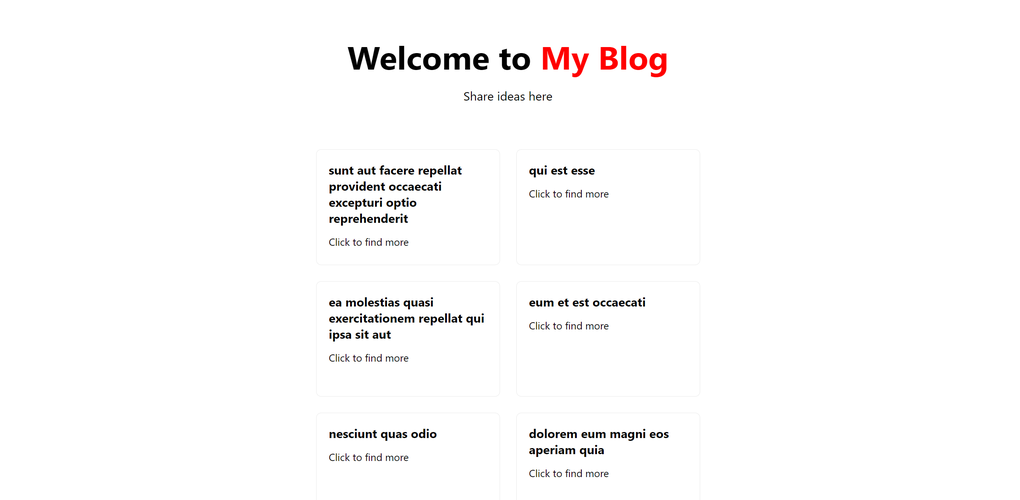 Welcome to My Blog
Share ideas here
sunt aut facere repellat
provident occaecati
excepturi optio
reprehenderit
Click to find more
qui est esse
Click to find more
ea molestias quasi
exercitationem repellat qui
ipsa sit aut
Click to find more
eum et est occaecati
Click to find more
nesciunt quas odio
Click to find more
dolorem eum magni eos
aperiam quia
Click to find more